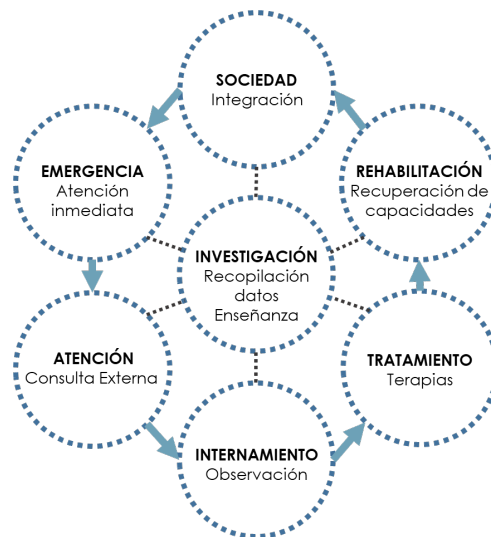 SOCIEDAD
Integración
EMERGENCIA
Atención
inmediata
REHABILITACIÓN
Recuperación de
capacidades
INVESTIGACIÓN
Recopilación
datos
Enseñanza
ATENCIÓN
Consulta Externa
TRATAMIENTO
Terapias
INTERNAMIENTO
Observación